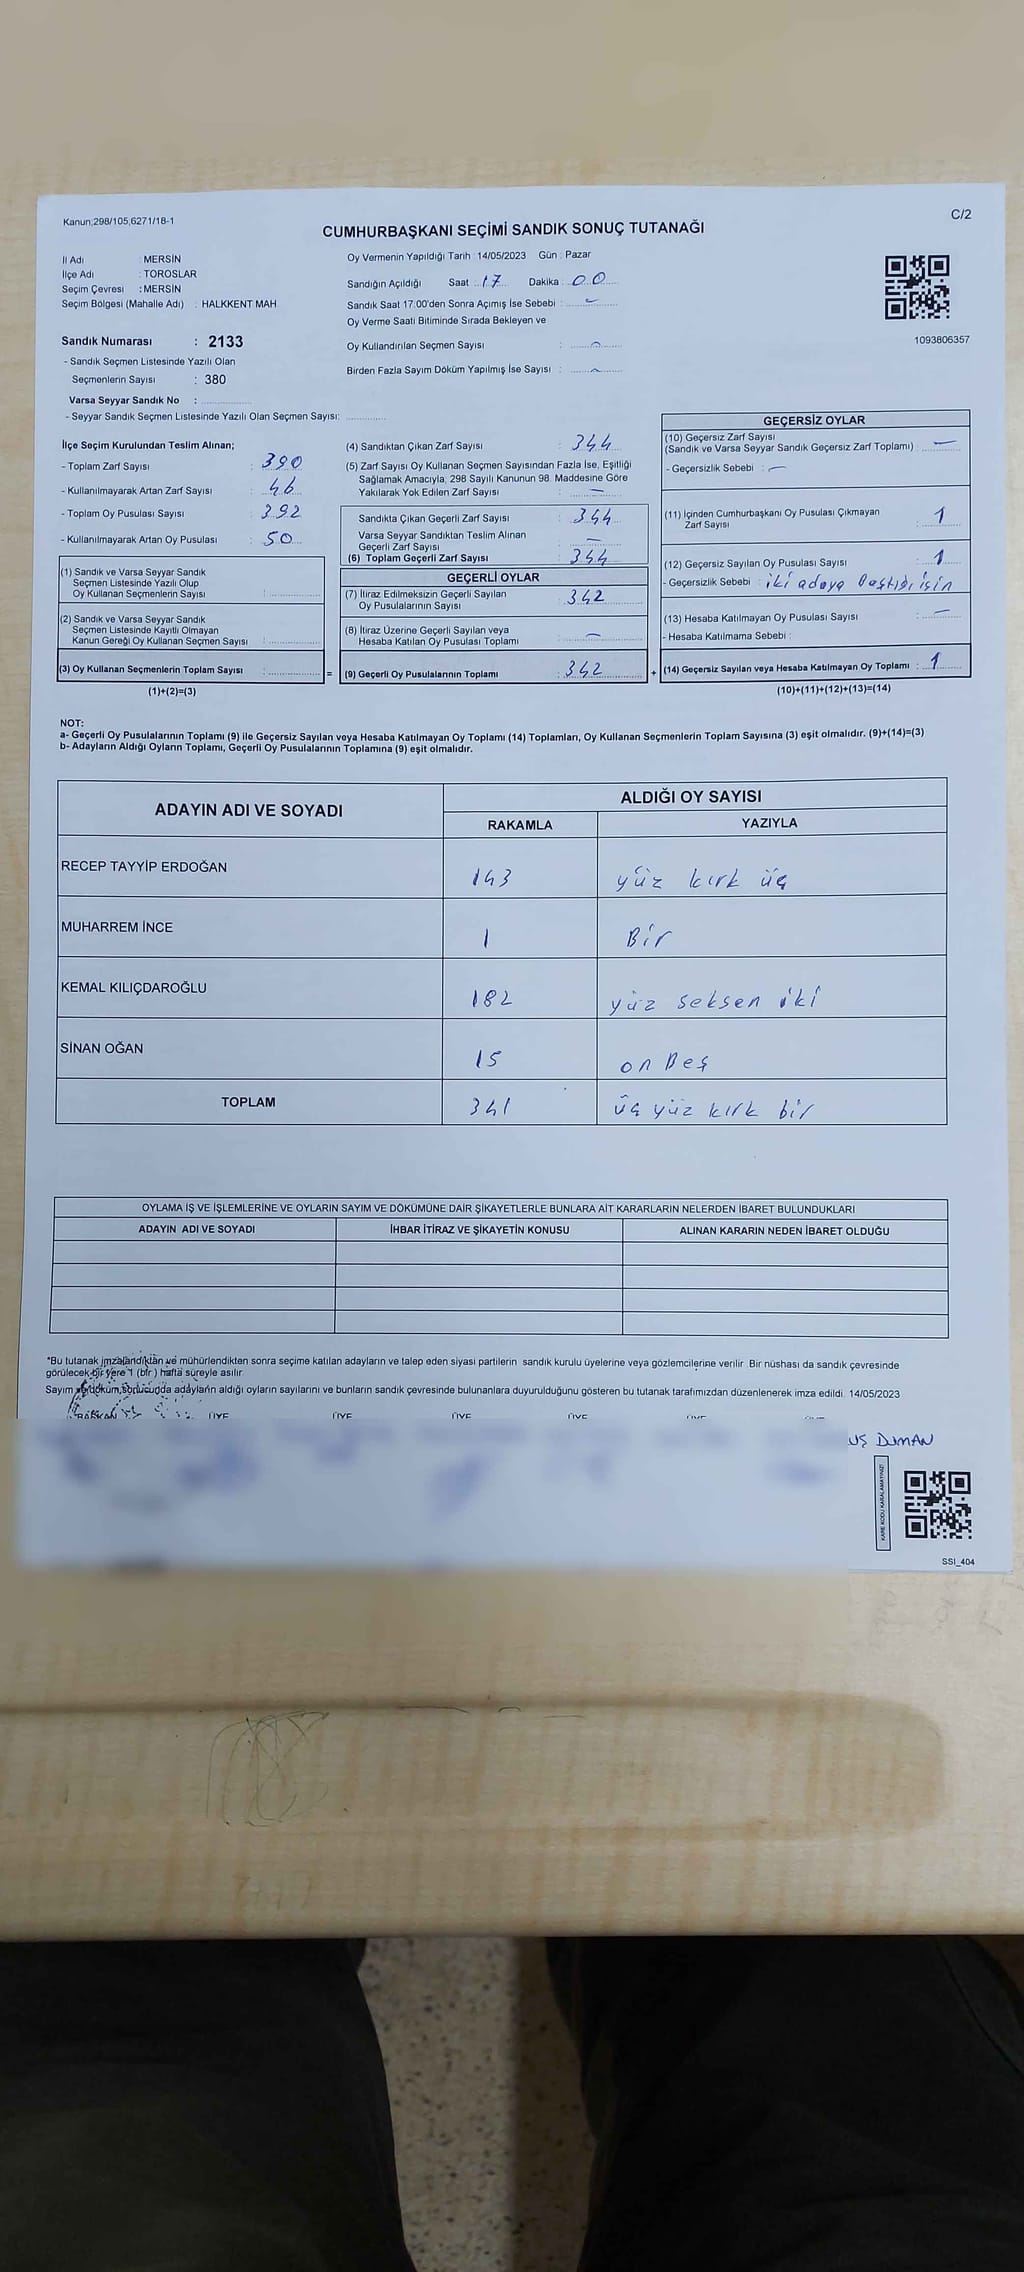 Kanun;298/105,6271/18-1
C/2
CUMHURBAŞKANI SEÇİMİ SANDIK SONUÇ TUTANAĞI
İl Adı : MERSİN
İlçe Adı : TOROSLAR
Seçim Çevresi : MERSİN
Seçim Bölgesi (Mahalle Adı) : HALKKENT MAH
Sandık Numarası : 2133
- Sandık Seçmen Listesinde Yazılı Olan
Seçmenlerin Sayısı : 380
Varsa Seyyar Sandık No :
- Seyyar Sandık Seçmen Listesinde Yazılı Olan Seçmen Sayısı:
Oy Vermenin Yapıldığı Tarih : 14/05/2023 Gün : Pazar
Sandığın Açıldığı Saat 17 Dakika : 00
Sandık Saat 17:00'den Sonra Açımış İse Sebebi :
Oy Verme Saati Bitiminde Sırada Bekleyen ve
Oy Kullandırılan Seçmen Sayısı :
Birden Fazla Sayım Döküm Yapılmış İse Sayısı :
1093806357
İlçe Seçim Kurulundan Teslim Alınan;
- Toplam Zarf Sayısı : 390
- Kullanılmayarak Artan Zarf Sayısı : 46
- Toplam Oy Pusulası Sayısı : 392
- Kullanılmayarak Artan Oy Pusulası : 50
(1) Sandık ve Varsa Seyyar Sandık
Seçmen Listesinde Yazılı Olup
Oy Kullanan Seçmenlerin Sayısı :
(2) Sandık ve Varsa Seyyar Sandık
Seçmen Listesinde Kayıtlı Olmayan
Kanun Gereği Oy Kullanan Seçmen Sayısı :
(3) Oy Kullanan Seçmenlerin Toplam Sayısı :
(1)+(2)=(3)
=
(4) Sandıktan Çıkan Zarf Sayısı : 344
(5) Zarf Sayısı Oy Kullanan Seçmen Sayısından Fazla İse, Eşitliği
Sağlamak Amacıyla, 298 Sayılı Kanunun 98. Maddesine Göre
Yakılarak Yok Edilen Zarf Sayısı : —
Sandıkta Çıkan Geçerli Zarf Sayısı : 344
Varsa Seyyar Sandıktan Teslim Alınan
Geçerli Zarf Sayısı : —
(6) Toplam Geçerli Zarf Sayısı : 344
GEÇERLİ OYLAR
(7) İtiraz Edilmeksizin Geçerli Sayılan
Oy Pusulalarının Sayısı : 342
(8) İtiraz Üzerine Geçerli Sayılan veya
Hesaba Katılan Oy Pusulası Toplamı : —
(9) Geçerli Oy Pusulalarının Toplamı : 342
+
GEÇERSİZ OYLAR
(10) Geçersiz Zarf Sayısı
(Sandık ve Varsa Seyyar Sandık Geçersiz Zarf Toplamı) : —
- Geçersizlik Sebebi : —
(11) İçinden Cumhurbaşkanı Oy Pusulası Çıkmayan
Zarf Sayısı : 1
(12) Geçersiz Sayılan Oy Pusulası Sayısı : 1
- Geçersizlik Sebebi : iki adaya bastığı için
(13) Hesaba Katılmayan Oy Pusulası Sayısı : —
- Hesaba Katılmama Sebebi :
(14) Geçersiz Sayılan veya Hesaba Katılmayan Oy Toplamı : 1
(10)+(11)+(12)+(13)=(14)
NOT:
a- Geçerli Oy Pusulalarının Toplamı (9) ile Geçersiz Sayılan veya Hesaba Katılmayan Oy Toplamı (14) Toplamları, Oy Kullanan Seçmenlerin Toplam Sayısına (3) eşit olmalıdır. (9)+(14)=(3)
b- Adayların Aldığı Oyların Toplamı, Geçerli Oy Pusulalarının Toplamına (9) eşit olmalıdır.
ADAYIN ADI VE SOYADI ALDIĞI OY SAYISI
RAKAMLA YAZIYLA
RECEP TAYYİP ERDOĞAN 143 yüz kırk üç
MUHARREM İNCE 1 Bir
KEMAL KILIÇDAROĞLU 182 yüz seksen iki
SİNAN OĞAN 15 on Beş
TOPLAM 341 üç yüz kırk bir
OYLAMA İŞ VE İŞLEMLERİNE VE OYLARIN SAYIM VE DÖKÜMÜNE DAİR ŞİKAYETLERLE BUNLARA AİT KARARLARIN NELERDEN İBARET BULUNDUKLARI
ADAYIN ADI VE SOYADI İHBAR İTİRAZ VE ŞİKAYETİN KONUSU ALINAN KARARIN NEDEN İBARET OLDUĞU
*Bu tutanak imzalandıktan ve mühürlendikten sonra seçime katılan adayların ve talep eden siyasi partilerin sandık kurulu üyelerine veya gözlemcilerine verilir. Bir nüshası da sandık çevresinde
görülecek bir yere 1 (bir) hafta süreyle asılır
Sayım ve döküm sonucunda adayların aldığı oyların sayılarını ve bunların sandık çevresinde bulunanlara duyurulduğunu gösteren bu tutanak tarafımızdan düzenlenerek imza edildi. 14/05/2023
BAŞKAN ÜYE ÜYE ÜYE ÜYE
DUMAN
KARE KODU KARALAMAYINIZ!
SSI_404